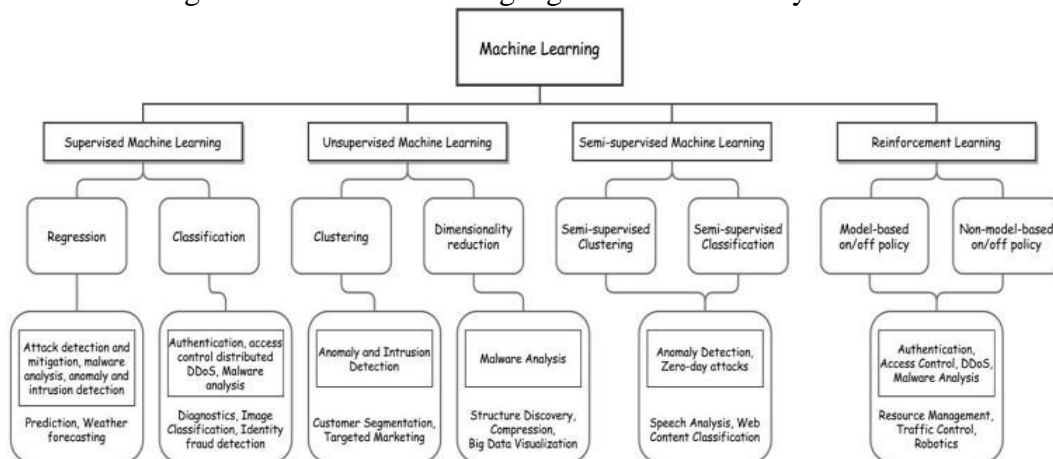 Machine Learning
Supervised Machine Learning
Unsupervised Machine Learning
Semi-supervised Machine Learning
Reinforcement Learning
Regression
Classification
Clustering
Dimensionality
reduction
Semi-supervised
Clustering
Semi-supervised
Classification
Model-based
on/off policy
Non-model-based
on/off policy
Attack detection and
mitigation, malware
analysis, anomaly and
intrusion detection
Prediction, Weather
forecasting
Authentication, access
control distributed
DDoS, Malware
analysis
Diagnostics, Image
Classification, Identity
fraud detection
Anomaly and Intrusion
Detection
Customer Segmentation,
Targeted Marketing
Malware Analysis
Structure Discovery,
Compression,
Big Data Visualization
Anomaly Detection,
Zero-day attacks
Speech Analysis, Web
Content Classification
Authentication,
Access Control, DDoS,
Malware Analysis
Resource Management,
Traffic Control,
Robotics